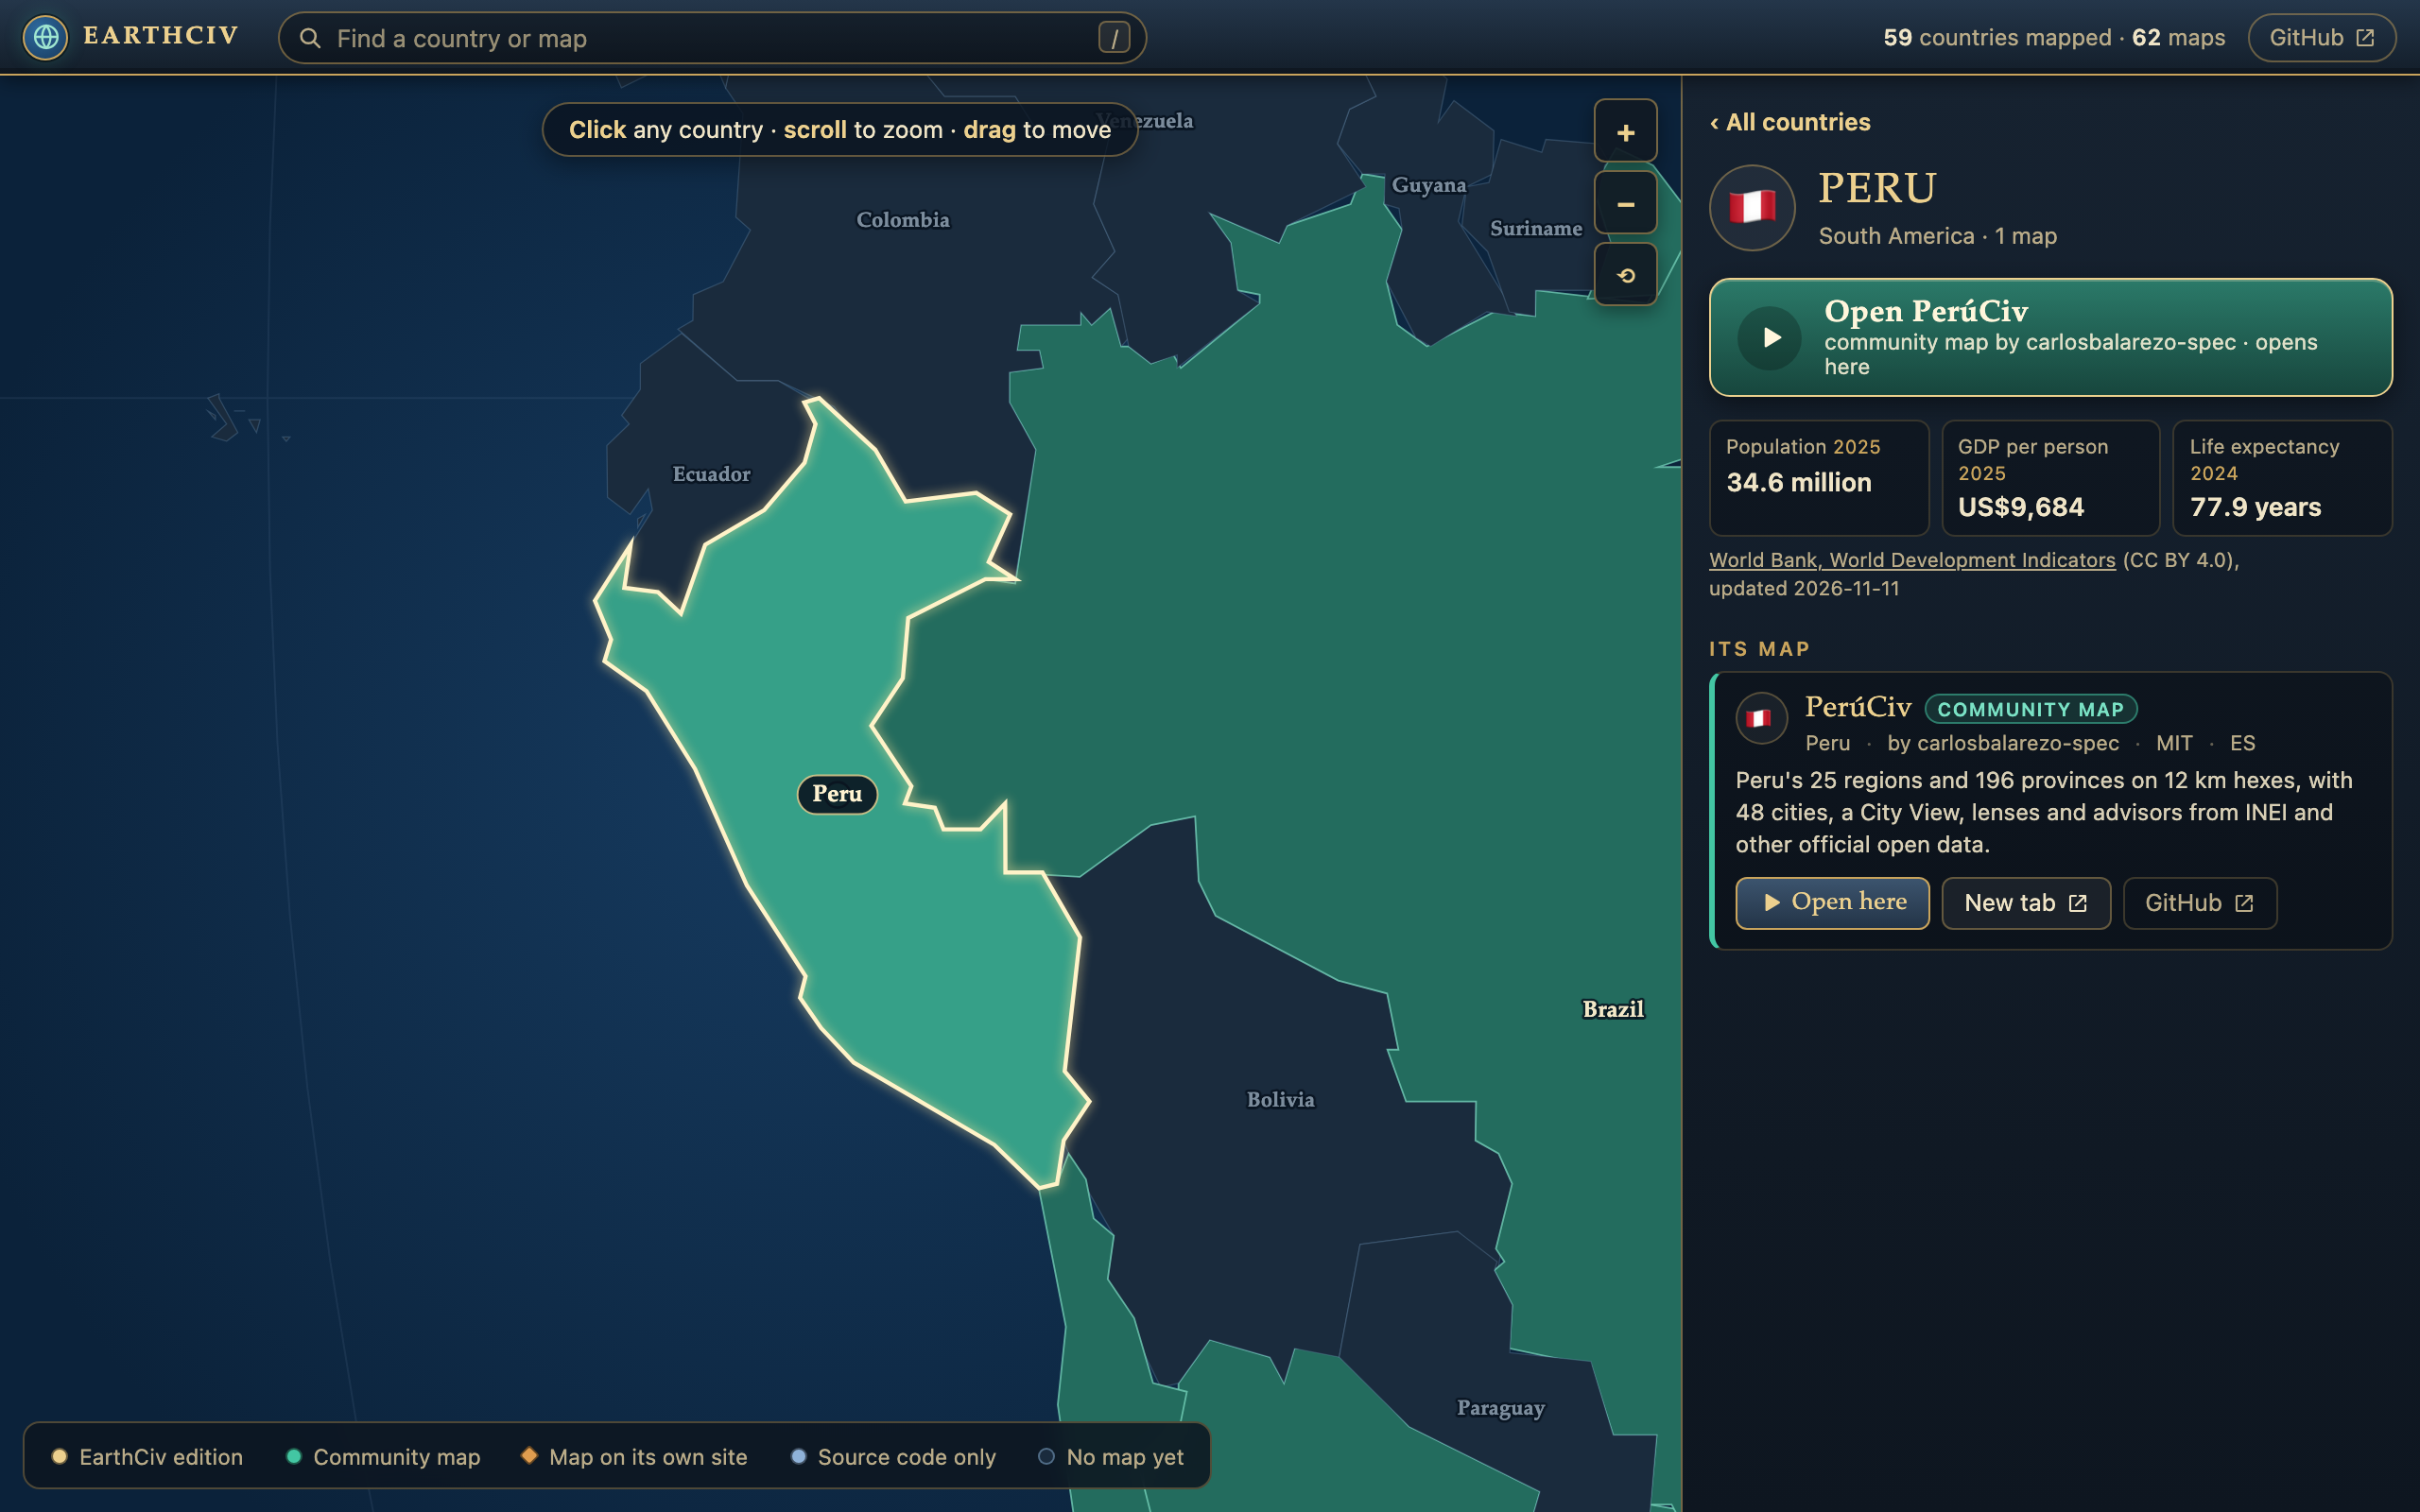 EARTHCIV
Find a country or map
/
59 countries mapped · 62 maps
GitHub
Click any country · scroll to zoom · drag to move
Venezuela
Guyana
Suriname
Colombia
Ecuador
Peru
Brazil
Bolivia
Paraguay
+
−
EarthCiv edition
Community map
Map on its own site
Source code only
No map yet
‹ All countries
PERU
South America · 1 map
Open PerúCiv
community map by carlosbalarezo-spec · opens
here
Population 2025
34.6 million
GDP per person
2025
US$9,684
Life expectancy
2024
77.9 years
World Bank, World Development Indicators (CC BY 4.0),
updated 2026-11-11
ITS MAP
PerúCiv COMMUNITY MAP
Peru · by carlosbalarezo-spec · MIT · ES
Peru's 25 regions and 196 provinces on 12 km hexes, with
48 cities, a City View, lenses and advisors from INEI and
other official open data.
Open here
New tab
GitHub